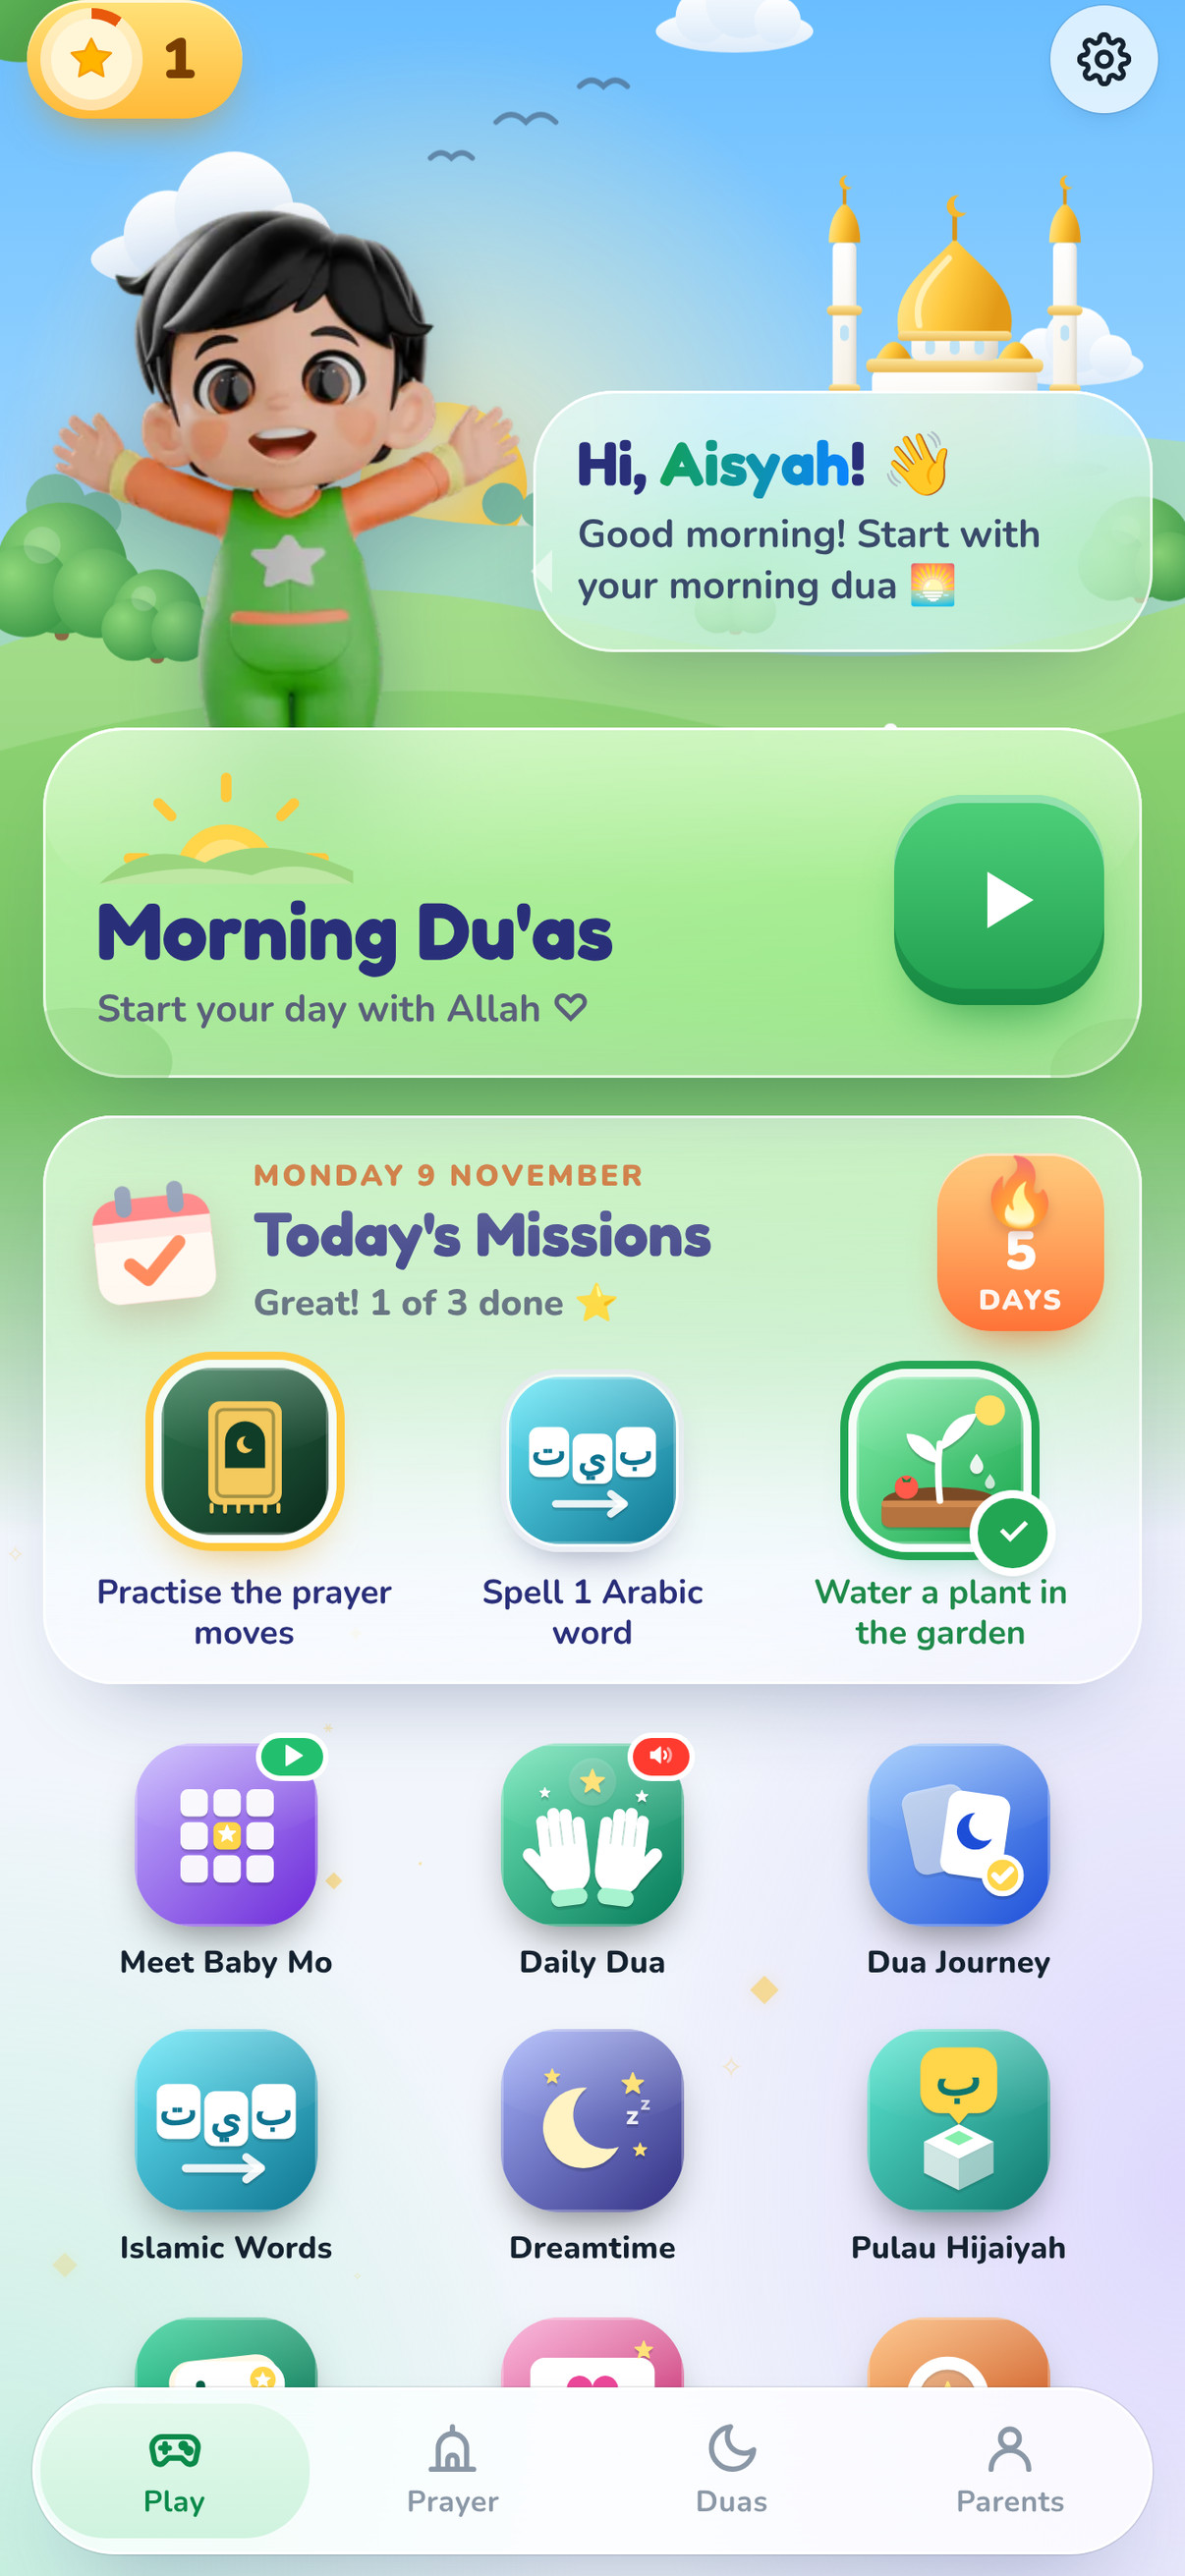 1
Hi, Aisyah! 👋
Good morning! Start with
your morning dua 🌅
Morning Du'as
Start your day with Allah ♡
MONDAY 9 NOVEMBER
Today's Missions
Great! 1 of 3 done ⭐
🔥
5
DAYS
ب ي ت
Practise the prayer
moves
Spell 1 Arabic
word
Water a plant in
the garden
Meet Baby Mo
Daily Dua
Dua Journey
ب ي ت
z z
ب
Islamic Words
Dreamtime
Pulau Hijaiyah
Play
Prayer
Duas
Parents